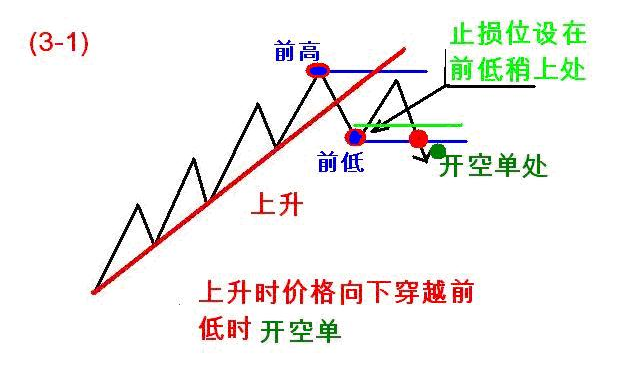 (3-1)
止损位设在
前低稍上处
前高
前低
开空单处
上升
上升时价格向下穿越前
低时 开空单